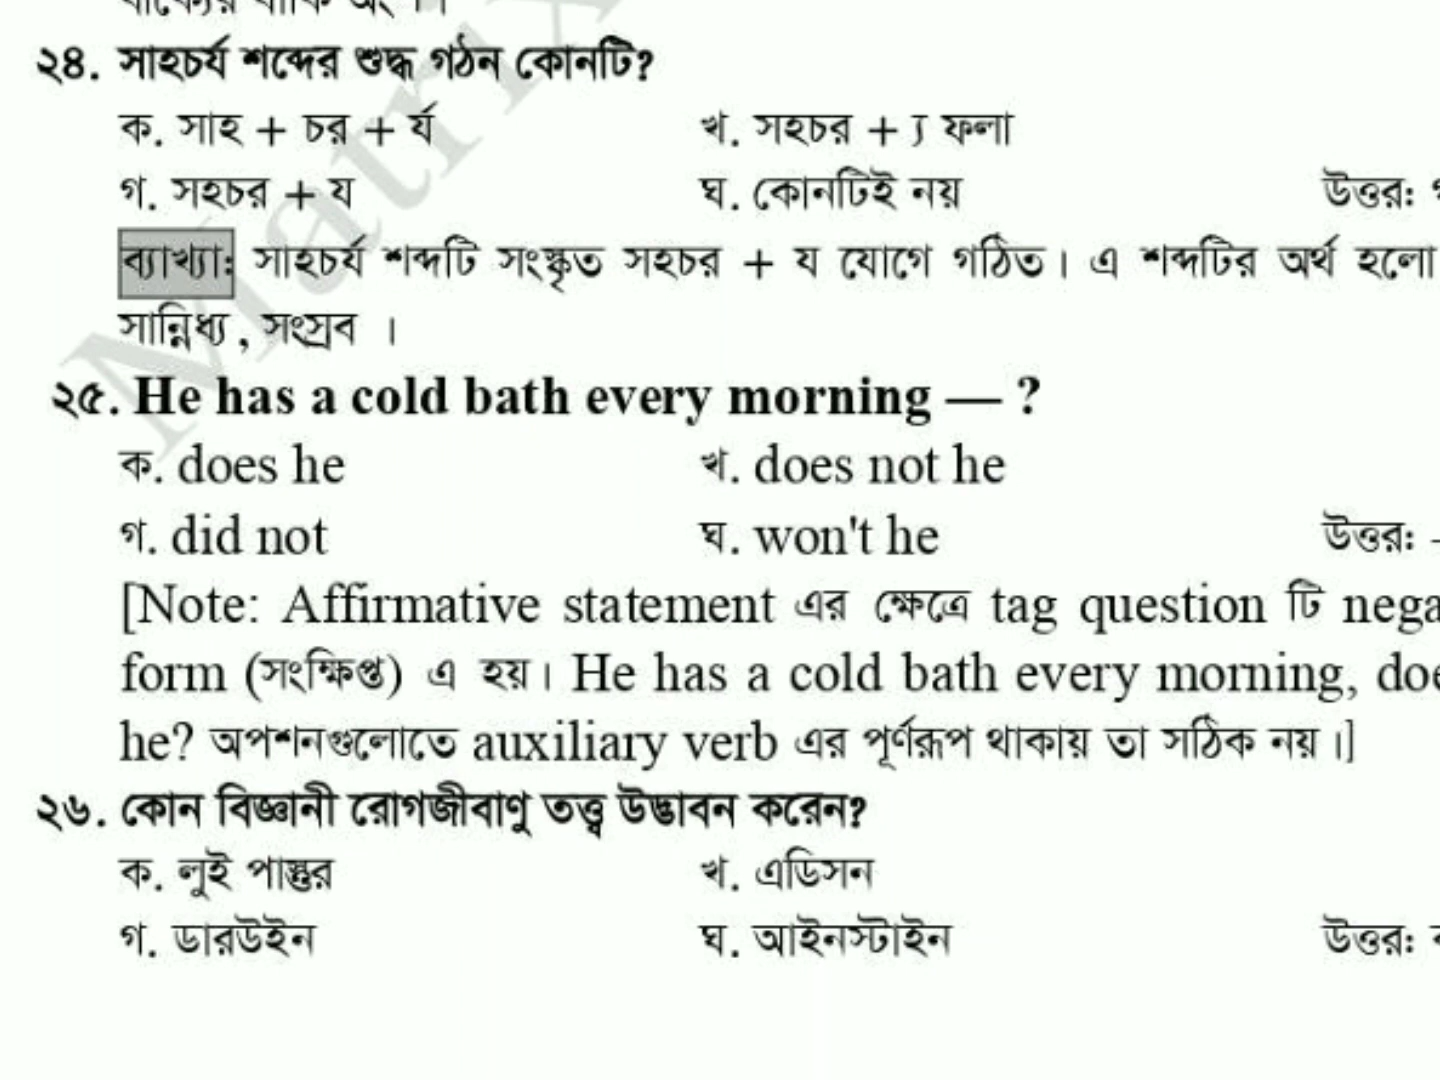 ২৪. সাহচর্য শব্দের শুদ্ধ গঠন কোনটি?
ক. সাহ + চর + র্য
খ. সহচর + ্য ফলা
গ. সহচর + য
ঘ. কোনটিই নয়
উত্তর:
ব্যাখ্যা: সাহচর্য শব্দটি সংস্কৃত সহচর + য যোগে গঠিত। এ শব্দটির অর্থ হলো
সান্নিধ্য, সংস্রব ।
২৫. He has a cold bath every morning — ?
ক. does he
খ. does not he
গ. did not
ঘ. won't he
উত্তর: -
[Note: Affirmative statement এর ক্ষেত্রে tag question টি nega
form (সংক্ষিপ্ত) এ হয়। He has a cold bath every morning, doe
he? অপশনগুলোতে auxiliary verb এর পূর্ণরূপ থাকায় তা সঠিক নয়।]
২৬. কোন বিজ্ঞানী রোগজীবাণু তত্ত্ব উদ্ভাবন করেন?
ক. লুই পাস্তুর
খ. এডিসন
গ. ডারউইন
ঘ. আইনস্টাইন
উত্তর:
Matrix